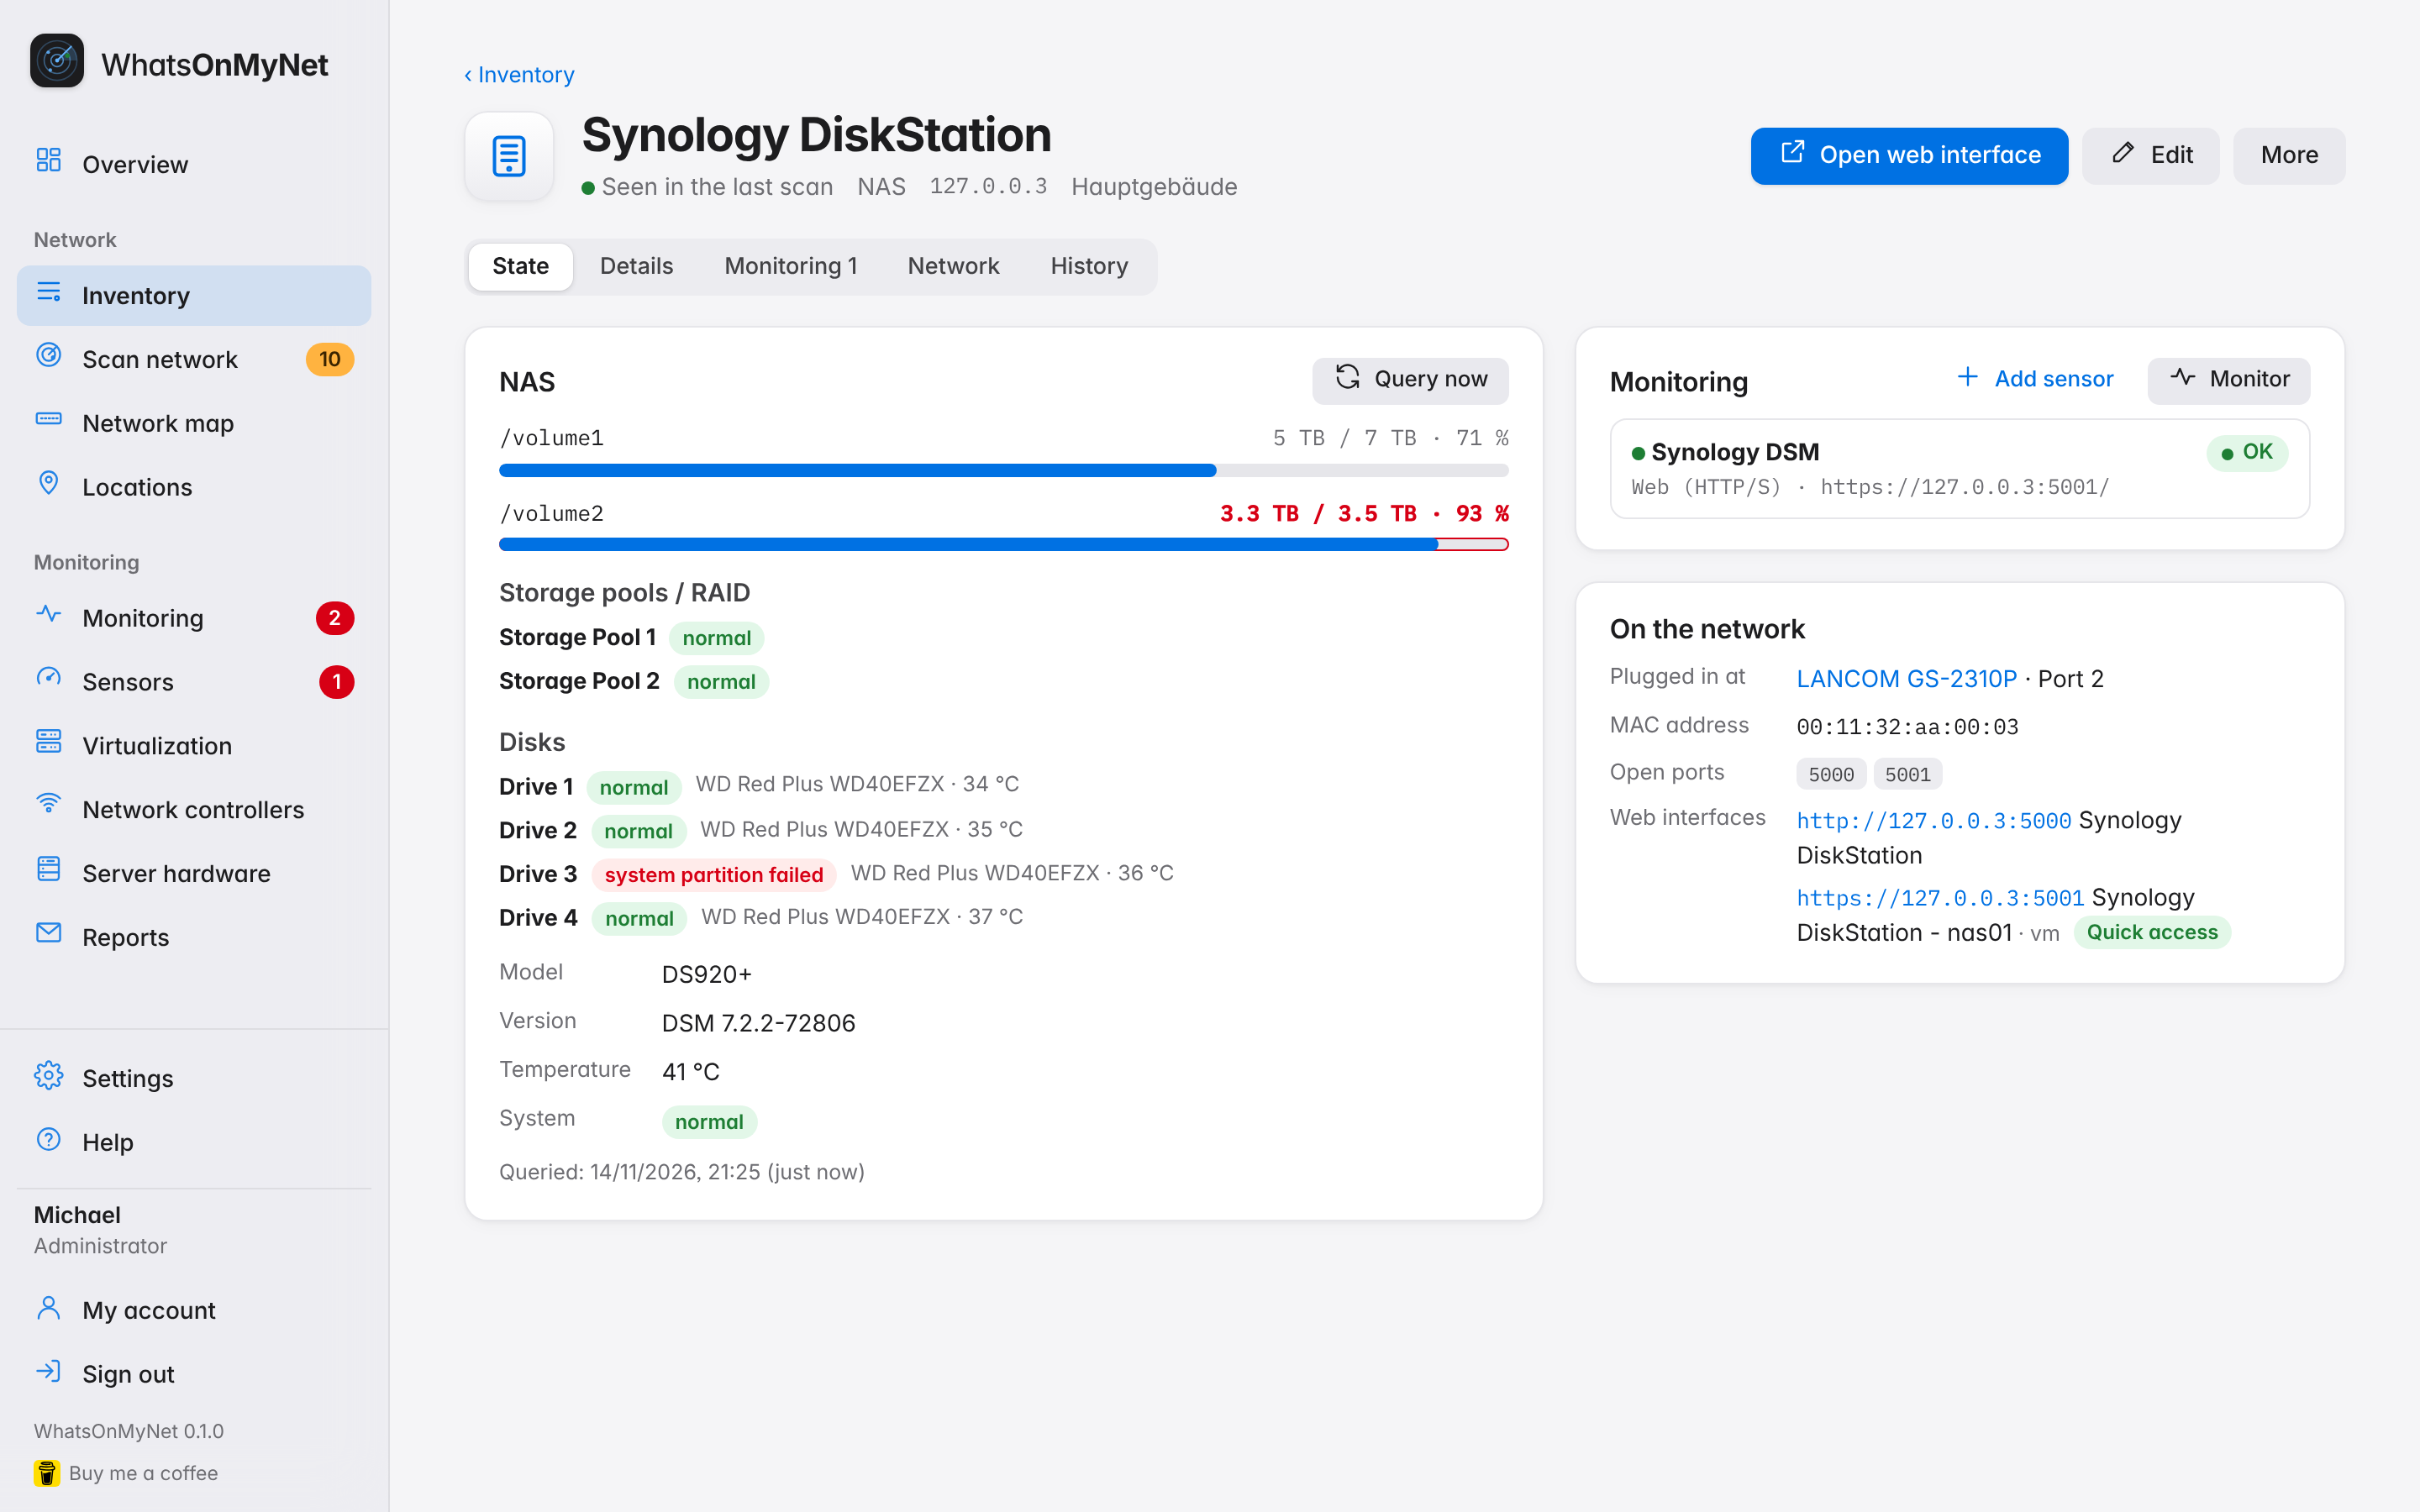 WhatsOnMyNet
Overview
Network
Inventory
Scan network 10
Network map
Locations
Monitoring
Monitoring 2
Sensors 1
Virtualization
Network controllers
Server hardware
Reports
Settings
Help
Michael
Administrator
My account
Sign out
WhatsOnMyNet 0.1.0
Buy me a coffee
‹ Inventory
Synology DiskStation
Seen in the last scan NAS 127.0.0.3 Hauptgebäude
Open web interface Edit More
State Details Monitoring 1 Network History
NAS Query now
/volume1 5 TB / 7 TB · 71 %
/volume2 3.3 TB / 3.5 TB · 93 %
Storage pools / RAID
Storage Pool 1 normal
Storage Pool 2 normal
Disks
Drive 1 normal WD Red Plus WD40EFZX · 34 °C
Drive 2 normal WD Red Plus WD40EFZX · 35 °C
Drive 3 system partition failed WD Red Plus WD40EFZX · 36 °C
Drive 4 normal WD Red Plus WD40EFZX · 37 °C
Model DS920+
Version DSM 7.2.2-72806
Temperature 41 °C
System normal
Queried: 14/11/2026, 21:25 (just now)
Monitoring Add sensor Monitor
Synology DSM OK
Web (HTTP/S) · https://127.0.0.3:5001/
On the network
Plugged in at LANCOM GS-2310P · Port 2
MAC address 00:11:32:aa:00:03
Open ports 5000 5001
Web interfaces http://127.0.0.3:5000 Synology
DiskStation
https://127.0.0.3:5001 Synology
DiskStation - nas01 · vm Quick access